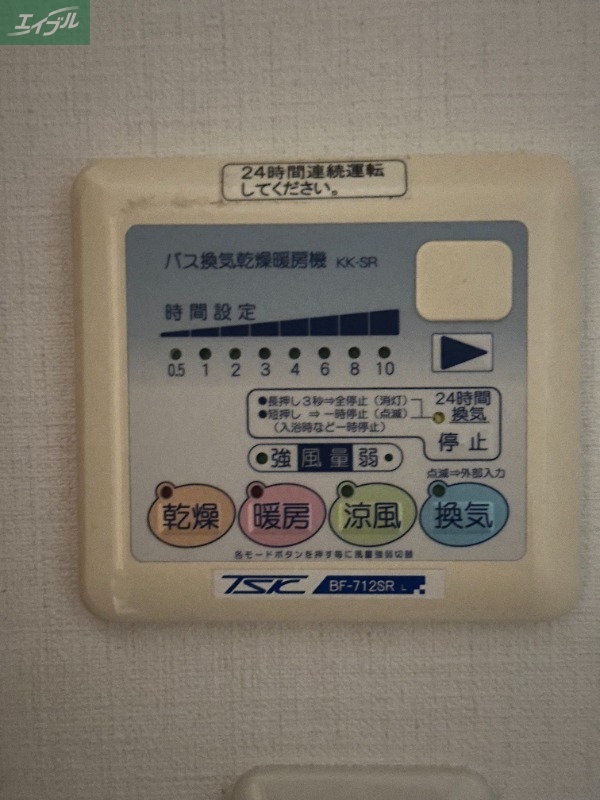 エイブル
24時間連続運転
してください。
バス換気乾燥暖房機 KK-SR
時間設定
0.5 1 2 3 4 6 8 10
●長押し3秒⇒全停止（消灯）
●短押し ⇒一時停止（点滅）
（入浴時など一時停止）
24時間
換気
停止
強 風量 弱
点滅⇒外部入力
乾燥 暖房 涼風 換気
各モードボタンを押す毎に風量強弱切替
TSK BF-712SR L